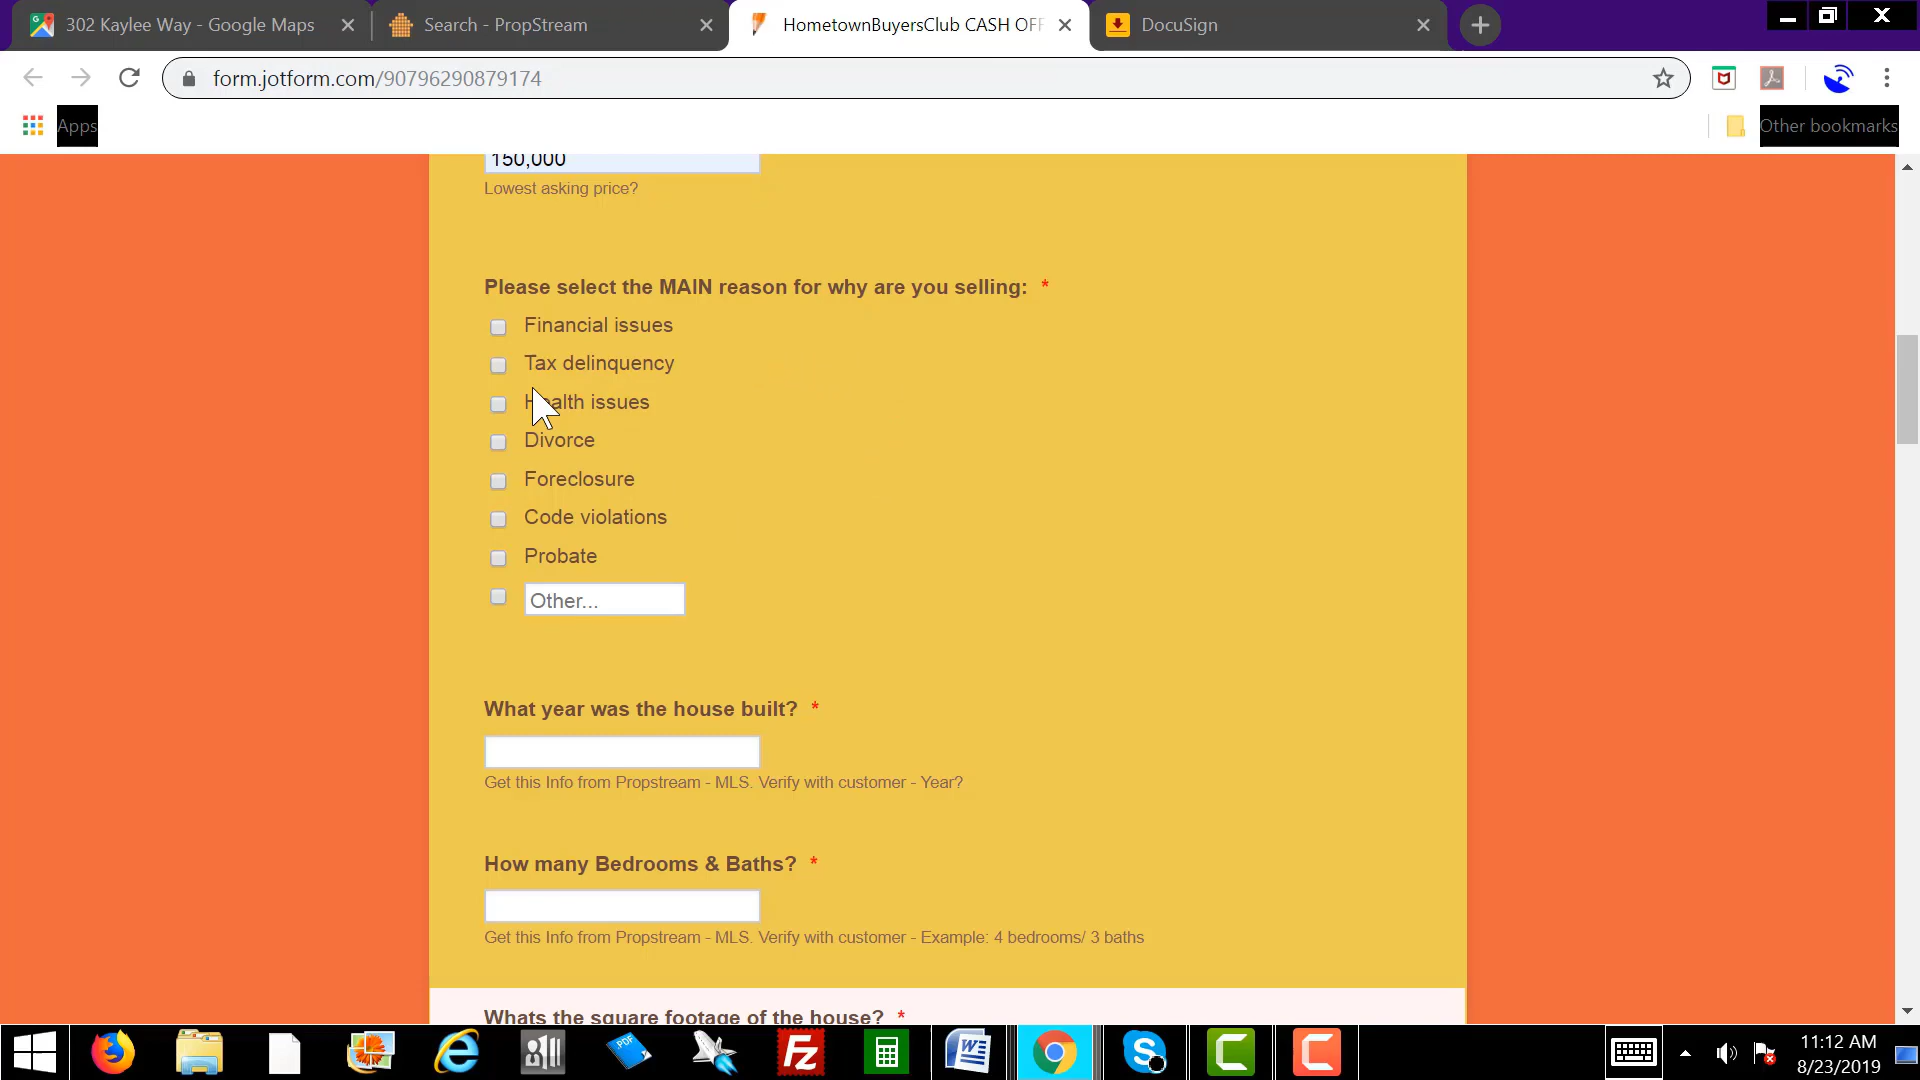 302 Kaylee Way - Google Maps
Search - PropStream
HometownBuyersClub CASH OFF
DocuSign
form.jotform.com/90796290879174
Apps
Other bookmarks
150,000
Lowest asking price?
Please select the MAIN reason for why are you selling: *
Financial issues
Tax delinquency
Health issues
Divorce
Foreclosure
Code violations
Probate
Other...
What year was the house built? *
Get this Info from Propstream - MLS. Verify with customer - Year?
How many Bedrooms & Baths? *
Get this Info from Propstream - MLS. Verify with customer - Example: 4 bedrooms/ 3 baths
Whats the square footage of the house? *
PDF
Fz
W
S
C
C
11:12 AM
8/23/2019